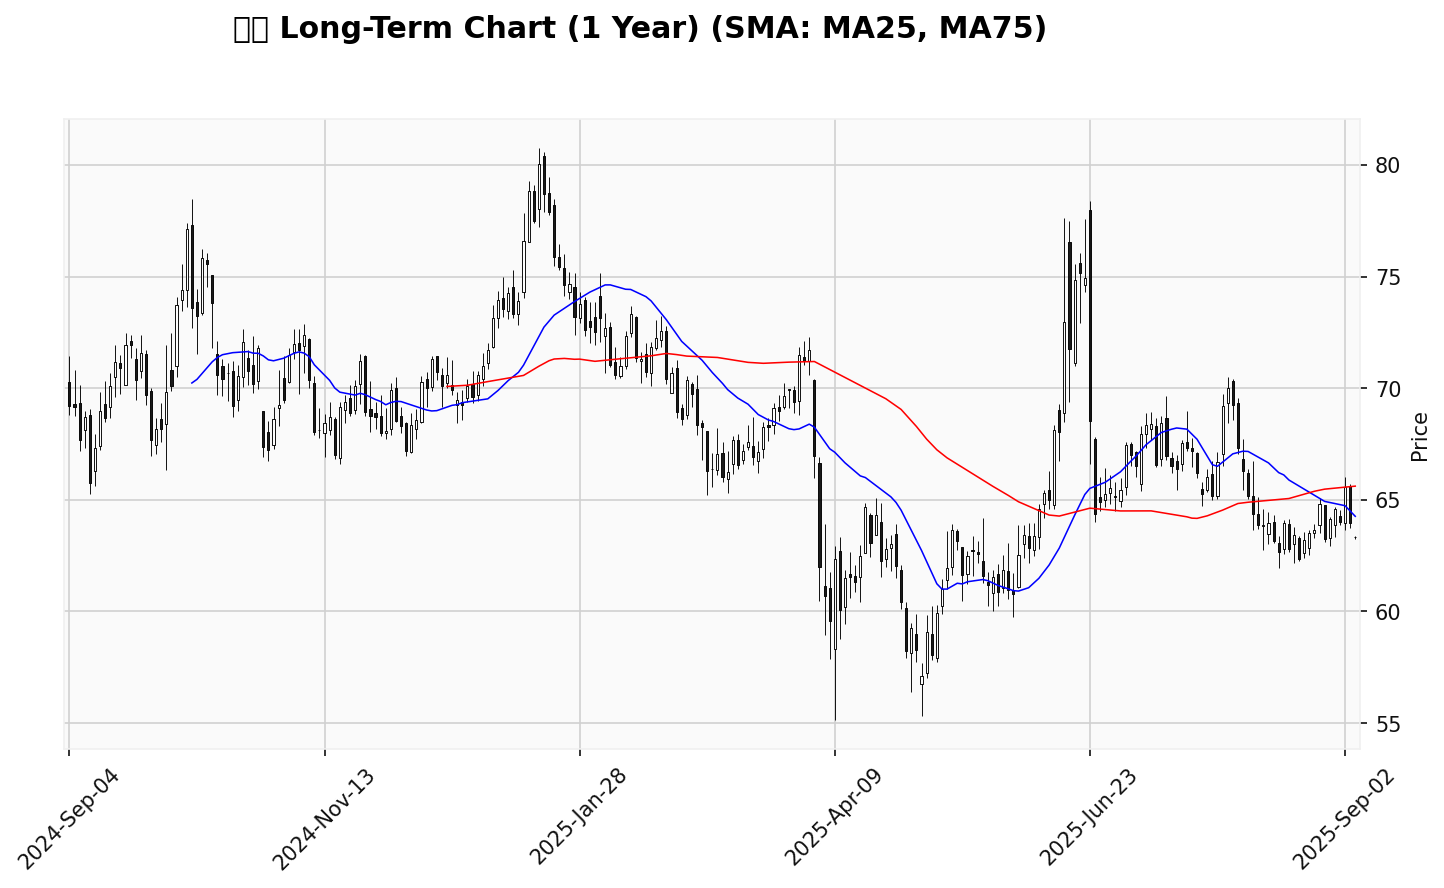 Long-Term Chart (1 Year) (SMA: MA25, MA75)
80
75
70
65
60
55
Price
2024-Sep-04
2024-Nov-13
2025-Jan-28
2025-Apr-09
2025-Jun-23
2025-Sep-02